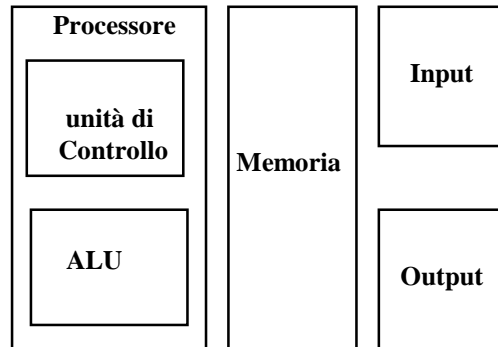 Processore
unità di
Controllo
ALU
Memoria
Input
Output